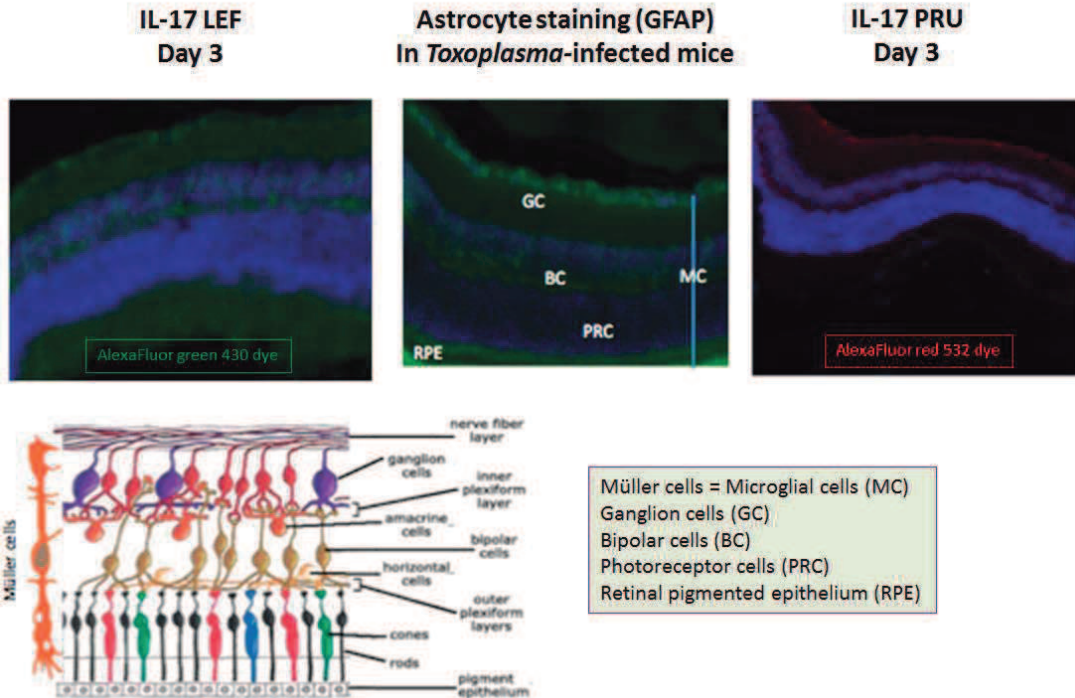 IL-17 LEF
Day 3
Astrocyte staining (GFAP)
In Toxoplasma-infected mice
IL-17 PRU
Day 3
AlexaFluor green 430 dye
GC
BC
MC
PRC
RPE
AlexaFluor red 532 dye
Müller cells
nerve fiber
layer
ganglion
cells
inner
plexiform
layer
amacrine
cells
bipolar
cells
horizontal
cells
outer
plexiform
layers
cones
rods
pigment
epithelium
Müller cells = Microglial cells (MC)
Ganglion cells (GC)
Bipolar cells (BC)
Photoreceptor cells (PRC)
Retinal pigmented epithelium (RPE)